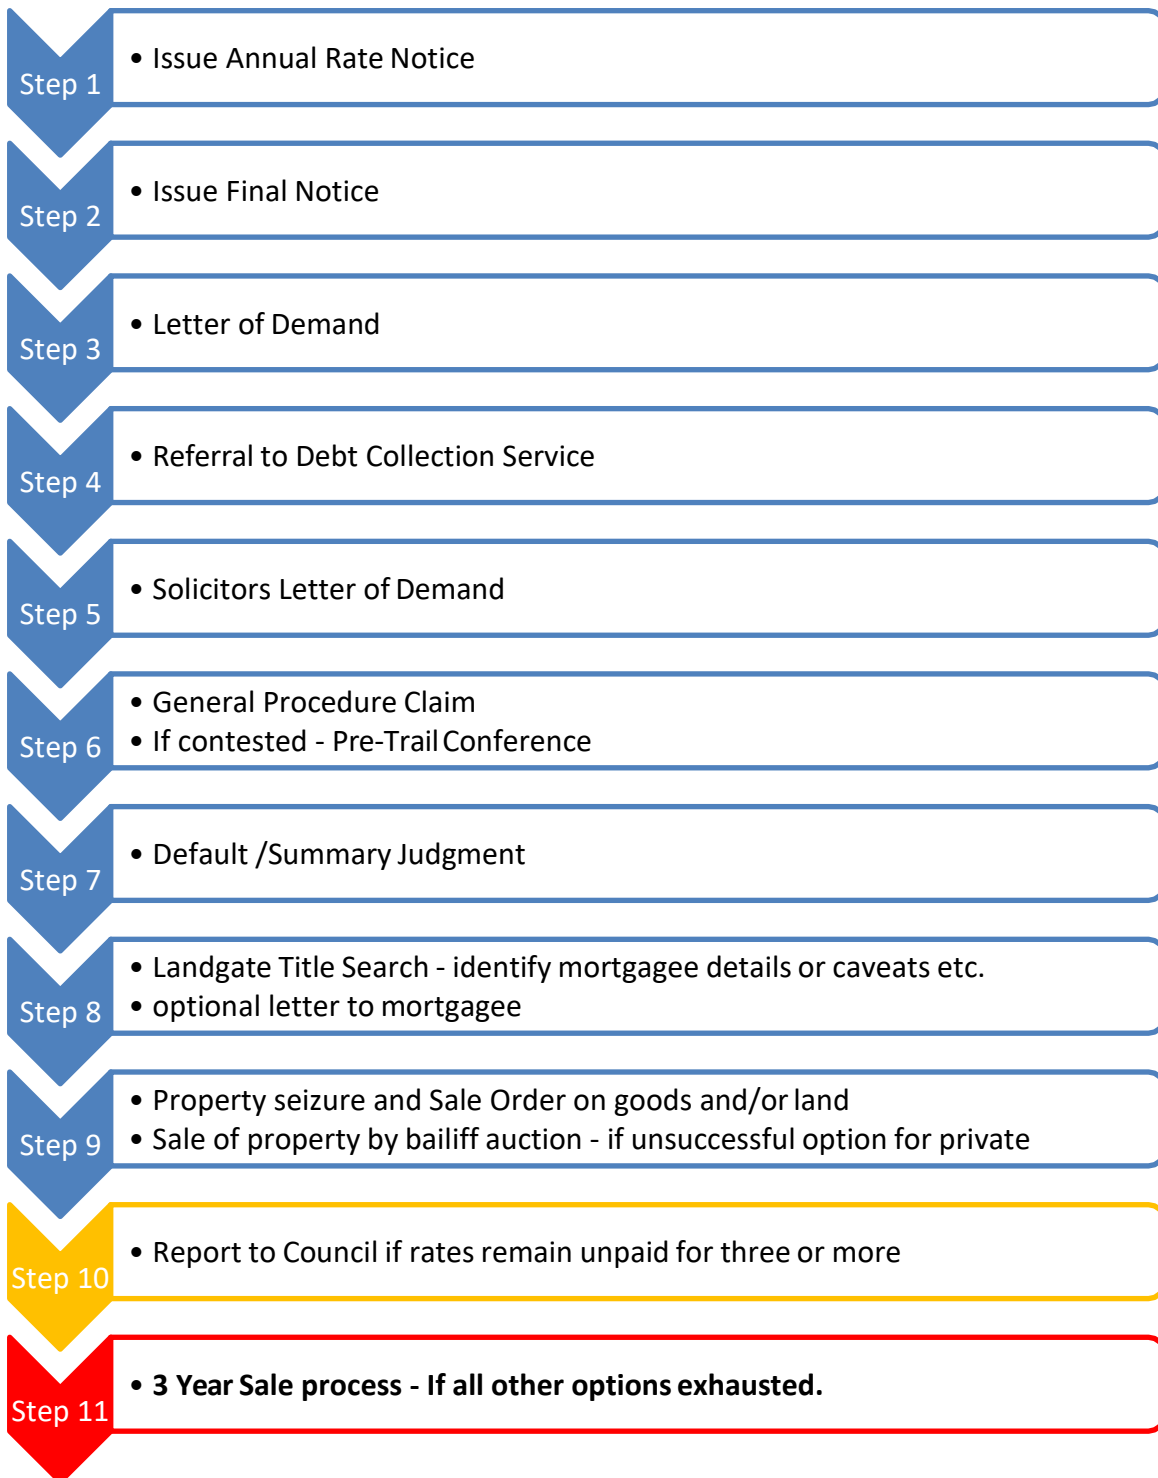 Step 1
• Issue Annual Rate Notice
Step 2
• Issue Final Notice
Step 3
• Letter of Demand
Step 4
• Referral to Debt Collection Service
Step 5
• Solicitors Letter of Demand
Step 6
• General Procedure Claim
• If contested - Pre-Trail Conference
Step 7
• Default /Summary Judgment
Step 8
• Landgate Title Search - identify mortgagee details or caveats etc.
• optional letter to mortgagee
Step 9
• Property seizure and Sale Order on goods and/or land
• Sale of property by bailiff auction - if unsuccessful option for private
Step 10
• Report to Council if rates remain unpaid for three or more
Step 11
• 3 Year Sale process - If all other options exhausted.